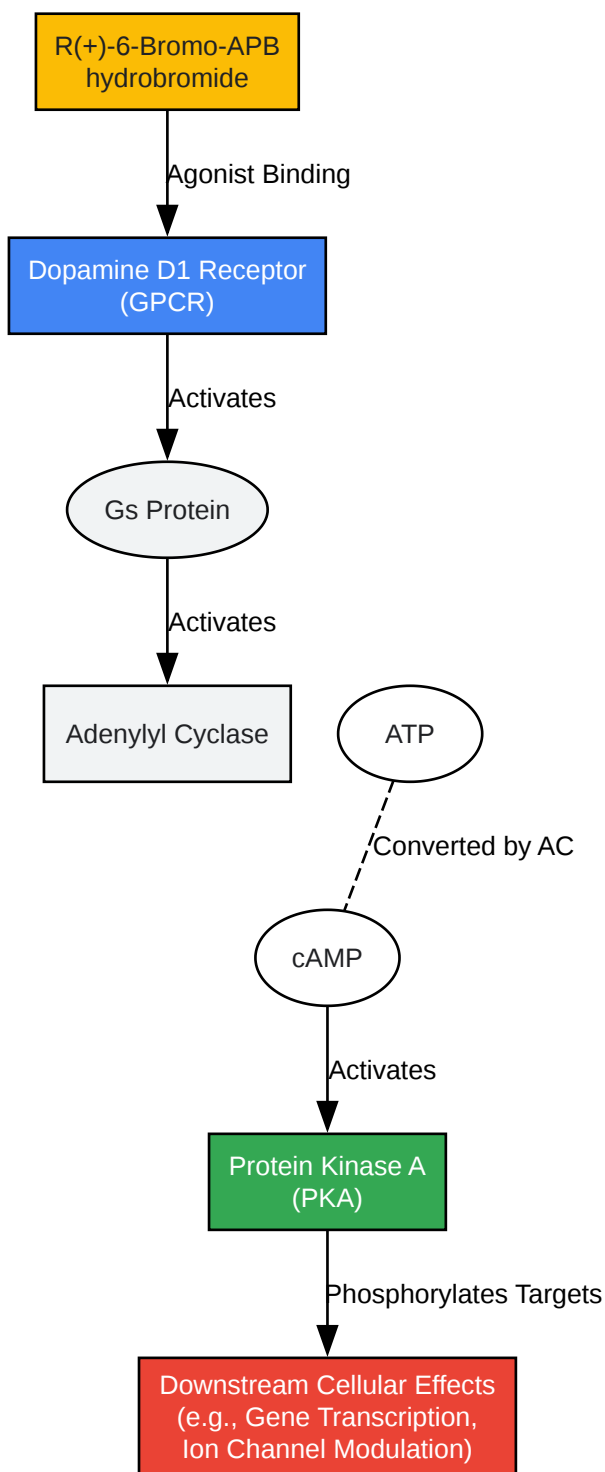 R(+)-6-Bromo-APB
hydrobromide
Agonist Binding
Dopamine D1 Receptor
(GPCR)
Activates
Gs Protein
Activates
Adenylyl Cyclase
ATP
Converted by AC
cAMP
Activates
Protein Kinase A
(PKA)
Phosphorylates Targets
Downstream Cellular Effects
(e.g., Gene Transcription,
Ion Channel Modulation)